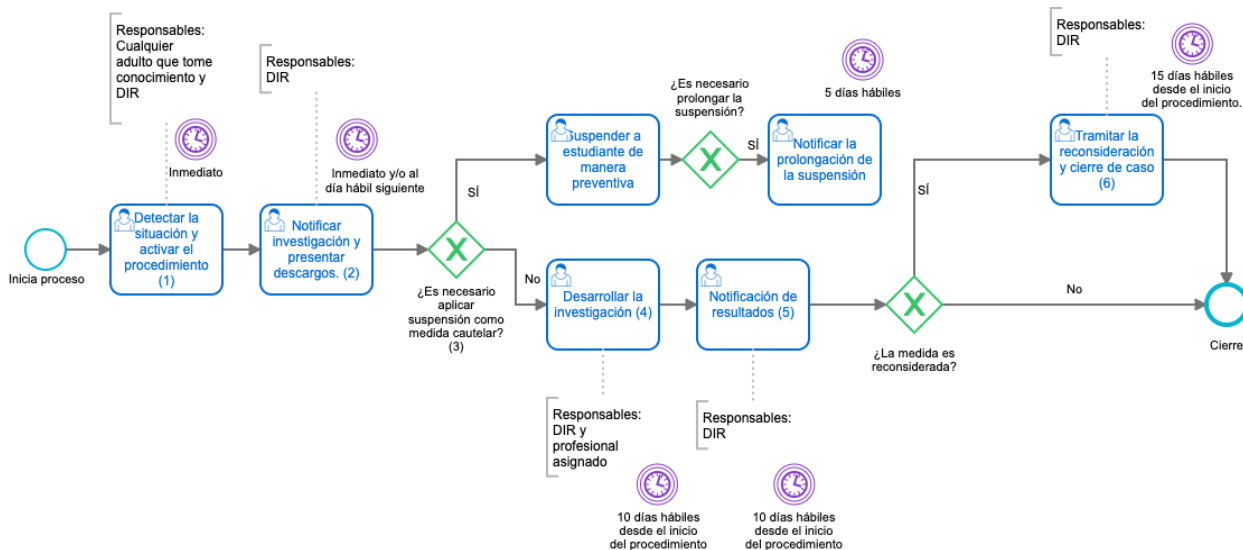 Responsables:
Cualquier
adulto que tome
conocimiento y
DIR
Inmediato
Responsables:
DIR
Inmediato y/o al
día hábil siguiente
Inicia proceso
Detectar la
situación y
activar el
procedimiento
(1)
Notificar
investigación y
presentar
descargos. (2)
¿Es necesario
aplicar
suspensión como
medida cautelar?
(3)
SÍ
No
Suspender a
estudiante de
manera
preventiva
¿Es necesario
prolongar la
suspensión?
SÍ
5 días hábiles
Notificar la
prolongación de
la suspensión
Desarrollar la
investigación (4)
Responsables:
DIR y
profesional
asignado
10 días hábiles
desde el inicio
del procedimiento
Notificación de
resultados (5)
Responsables:
DIR
10 días hábiles
desde el inicio
del procedimiento
¿La medida es
reconsiderada?
SÍ
No
Responsables:
DIR
15 días hábiles
desde el inicio
del procedimiento.
Tramitar la
reconsideración
y cierre de caso
(6)
Cierre